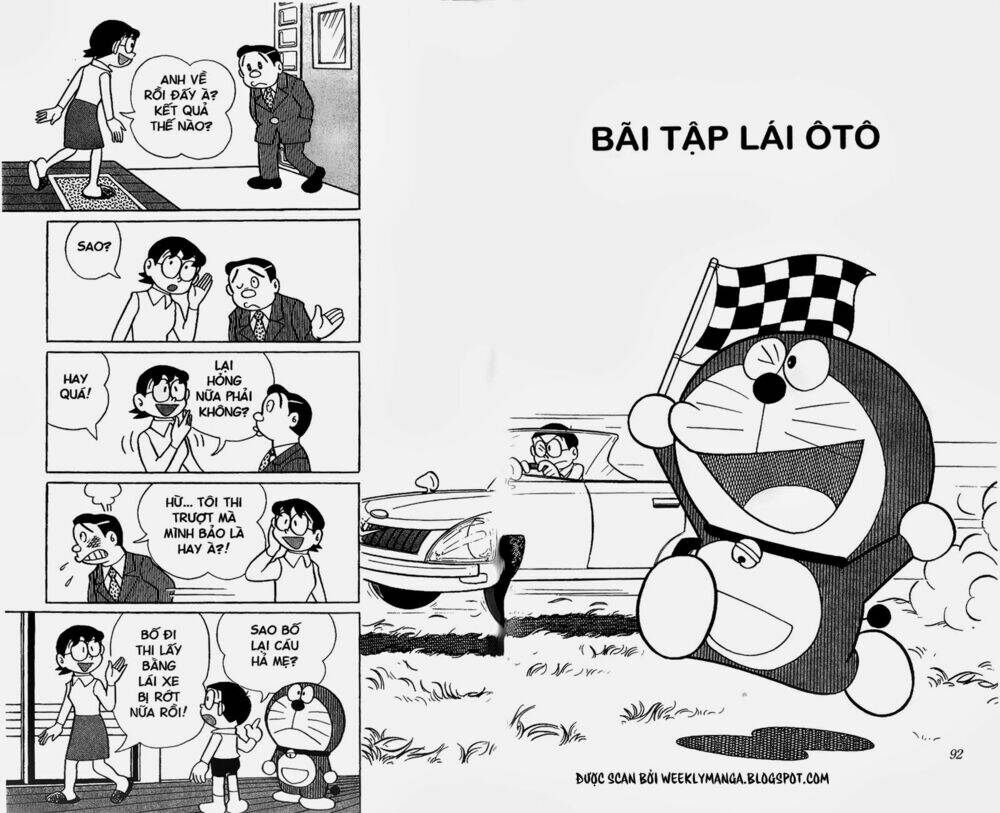 BÃI TẬP LÁI ÔTÔ
92
ĐƯỢC SCAN BỞI WEEKLYMANGA.BLOGSPOT.COM
ANH VỀ
RỒI ĐẤY À?
KẾT QUẢ
THẾ NÀO?
SAO?
HAY
QUÁ!
LẠI
HỎNG
NỮA PHẢI
KHÔNG?
HỪ... TÔI THI
TRƯỢT MÀ
MÌNH BẢO LÀ
HAY À?!
BỐ ĐI
THI LẤY
BẰNG
LÁI XE
BỊ RỚT
NỮA RỒI!
SAO BỐ
LẠI CÁU
HẢ MẸ?